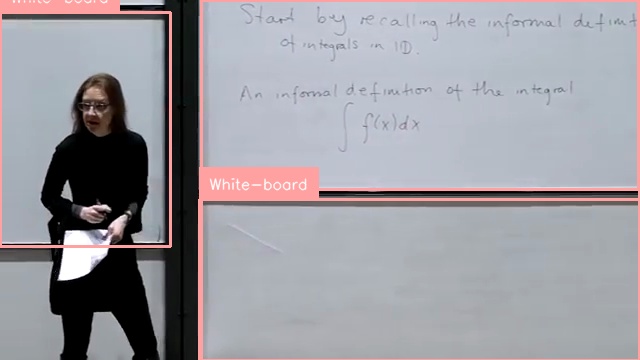 White-board
Start by recalling the informal definit
of integrals in 1D.
An informal definition of the integral
∫ f(x)dx
White-board